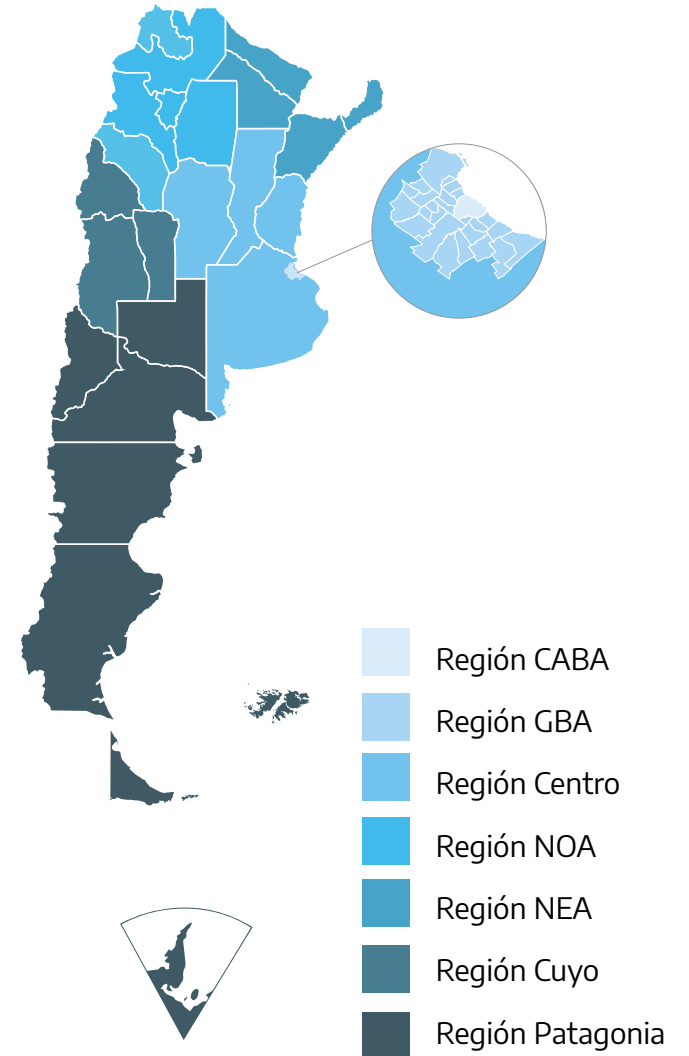 Región CABA
Región GBA
Región Centro
Región NOA
Región NEA
Región Cuyo
Región Patagonia